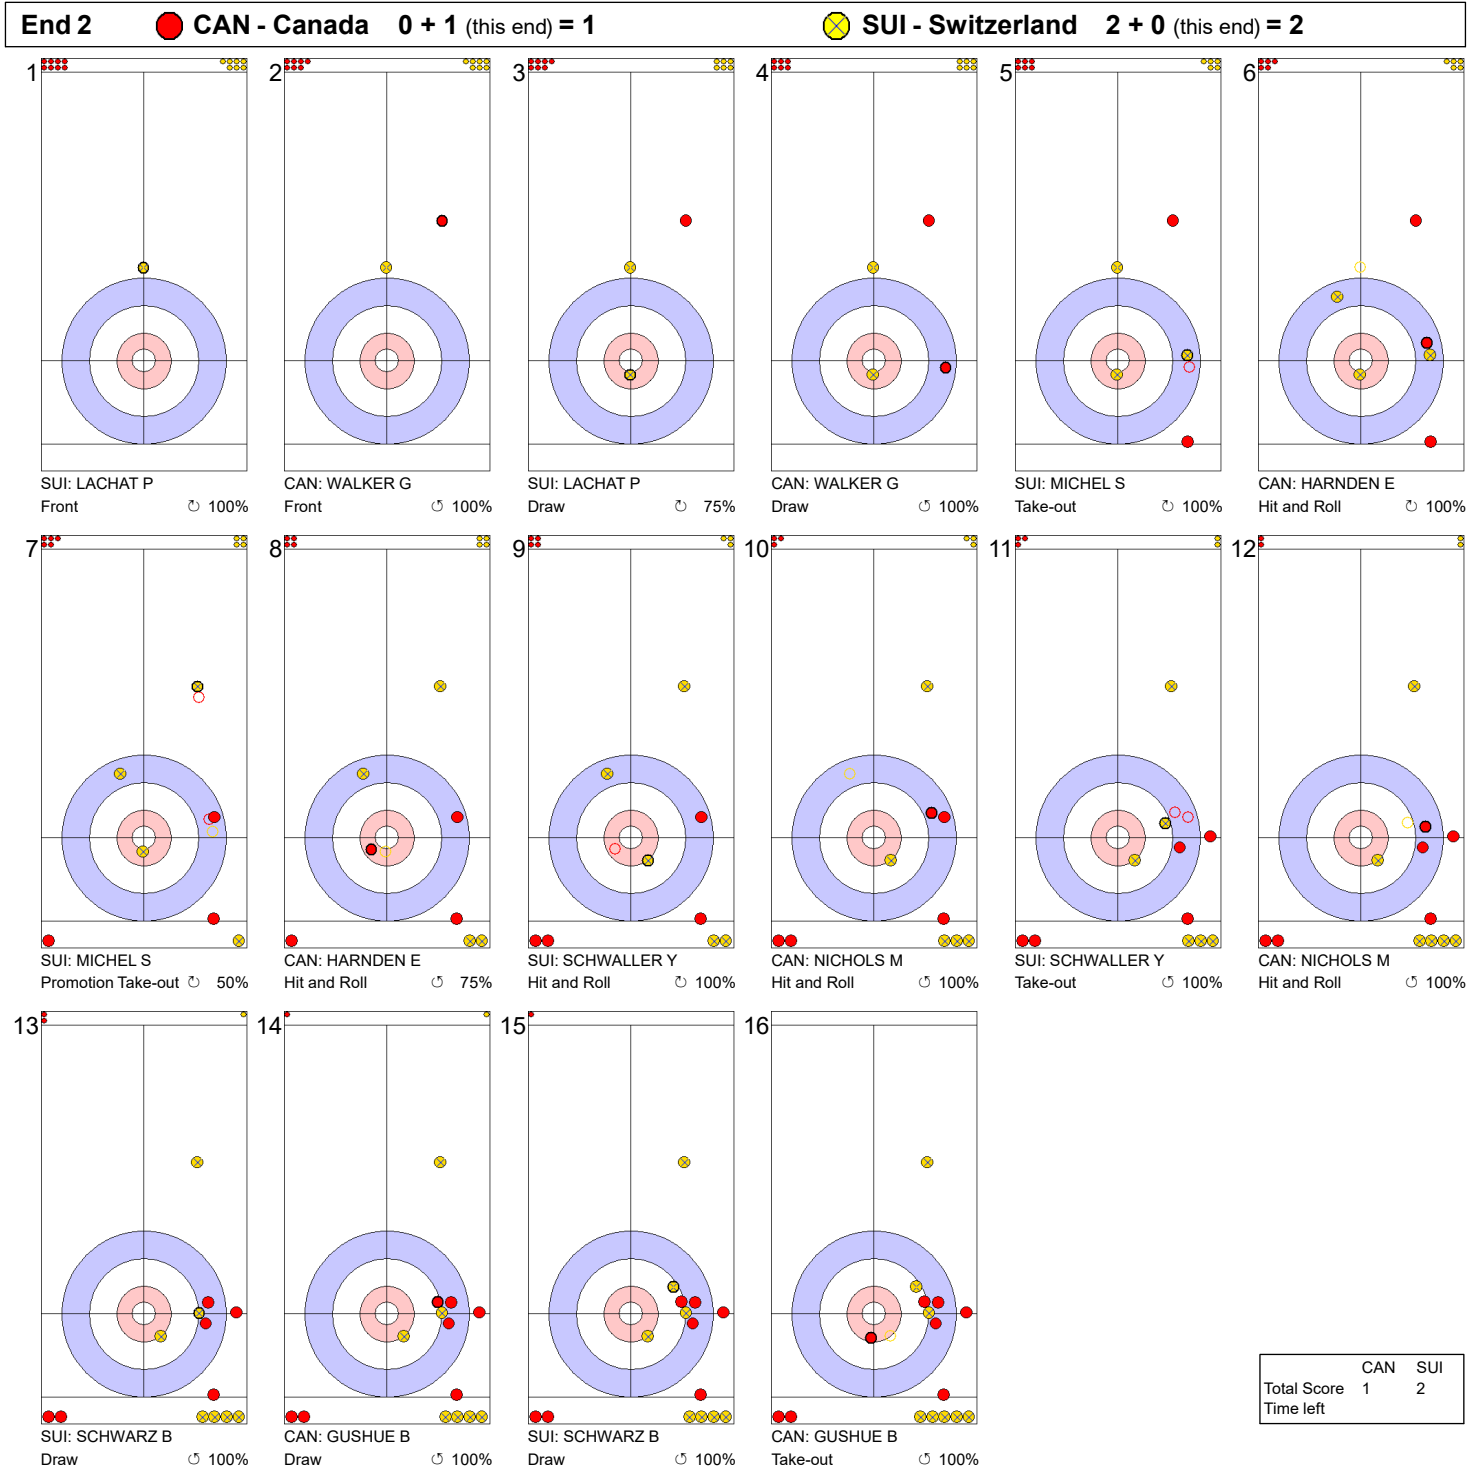 End 2 CAN - Canada 0 + 1 (this end) = 1 SUI - Switzerland 2 + 0 (this end) = 2
1 2 3 4 5 6
SUI: LACHAT P CAN: WALKER G SUI: LACHAT P CAN: WALKER G SUI: MICHEL S CAN: HARNDEN E
Front ↻ 100% Front ↺ 100% Draw ↻ 75% Draw ↺ 100% Take-out ↻ 100% Hit and Roll ↺ 100%
7 8 9 10 11 12
SUI: MICHEL S CAN: HARNDEN E SUI: SCHWALLER Y CAN: NICHOLS M SUI: SCHWALLER Y CAN: NICHOLS M
Promotion Take-out ↻ 50% Hit and Roll ↺ 75% Hit and Roll ↻ 100% Hit and Roll ↺ 100% Take-out ↺ 100% Hit and Roll ↺ 100%
13 14 15 16
CAN SUI
Total Score 1 2
Time left
SUI: SCHWARZ B CAN: GUSHUE B SUI: SCHWARZ B CAN: GUSHUE B
Draw ↺ 100% Draw ↺ 100% Draw ↺ 100% Take-out ↺ 100%